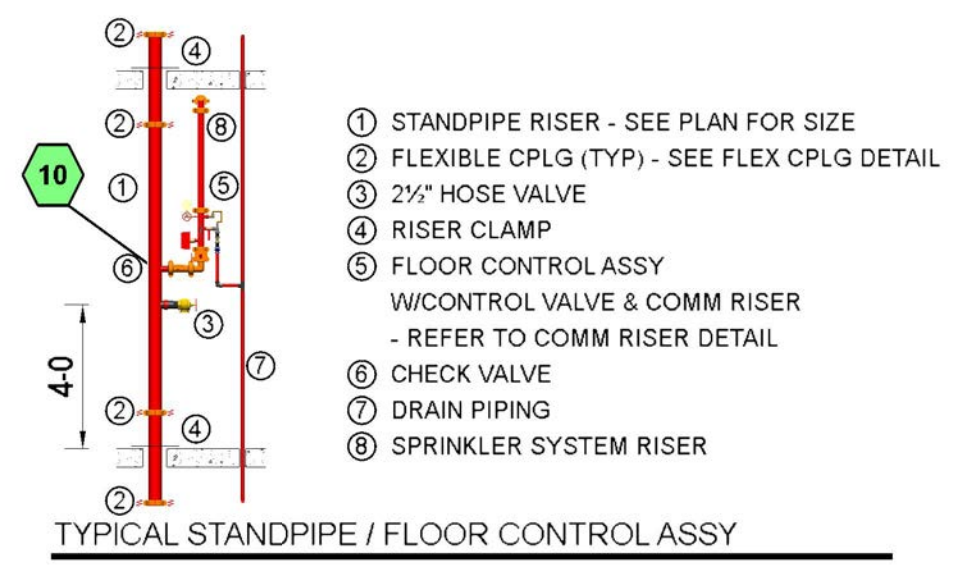 2
4
2
8
10
1
5
6
3
4-0
7
2
4
2
1 STANDPIPE RISER - SEE PLAN FOR SIZE
2 FLEXIBLE CPLG (TYP) - SEE FLEX CPLG DETAIL
3 2½" HOSE VALVE
4 RISER CLAMP
5 FLOOR CONTROL ASSY
W/CONTROL VALVE & COMM RISER
- REFER TO COMM RISER DETAIL
6 CHECK VALVE
7 DRAIN PIPING
8 SPRINKLER SYSTEM RISER
TYPICAL STANDPIPE / FLOOR CONTROL ASSY